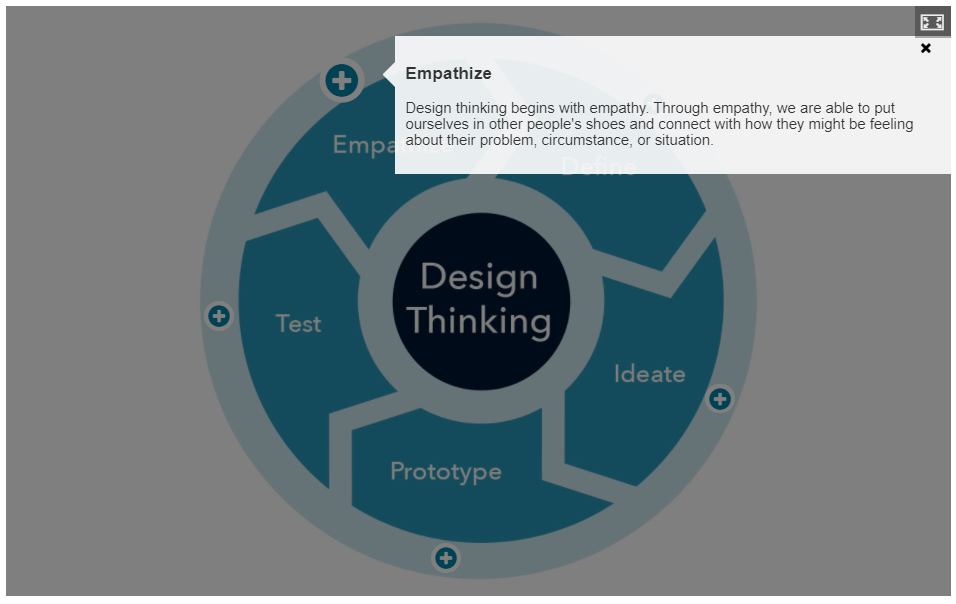 Empathize
Design thinking begins with empathy. Through empathy, we are able to put
ourselves in other people's shoes and connect with how they might be feeling
about their problem, circumstance, or situation.
Empathize
Define
Design
Thinking
Test
Ideate
Prototype